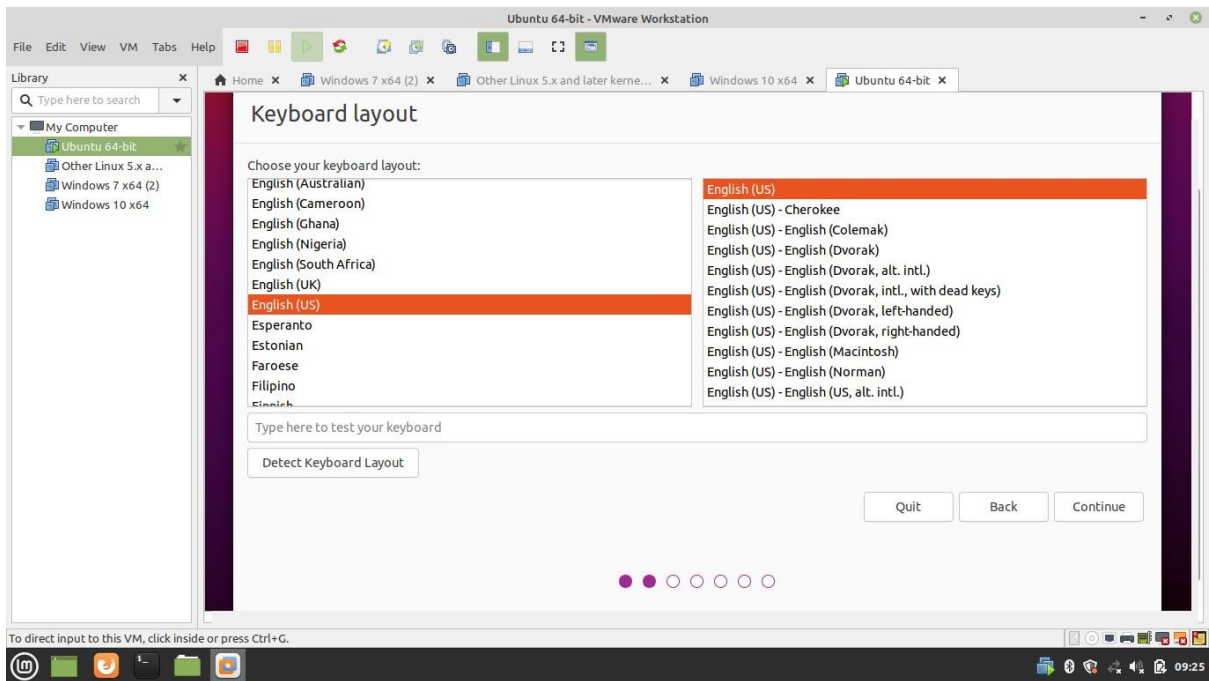 Ubuntu 64-bit - VMware Workstation
File Edit View VM Tabs Help
Library
Type here to search
My Computer
Ubuntu 64-bit
Other Linux 5.x a...
Windows 7 x64 (2)
Windows 10 x64
Home
Windows 7 x64 (2)
Other Linux 5.x and later kerne...
Windows 10 x64
Ubuntu 64-bit
Keyboard layout
Choose your keyboard layout:
English (Australian)
English (Cameroon)
English (Ghana)
English (Nigeria)
English (South Africa)
English (UK)
English (US)
Esperanto
Estonian
Faroese
Filipino
Finnish
English (US)
English (US) - Cherokee
English (US) - English (Colemak)
English (US) - English (Dvorak)
English (US) - English (Dvorak, alt. intl.)
English (US) - English (Dvorak, intl., with dead keys)
English (US) - English (Dvorak, left-handed)
English (US) - English (Dvorak, right-handed)
English (US) - English (Macintosh)
English (US) - English (Norman)
English (US) - English (US, alt. intl.)
Type here to test your keyboard
Detect Keyboard Layout
Quit Back Continue
To direct input to this VM, click inside or press Ctrl+G.
09:25